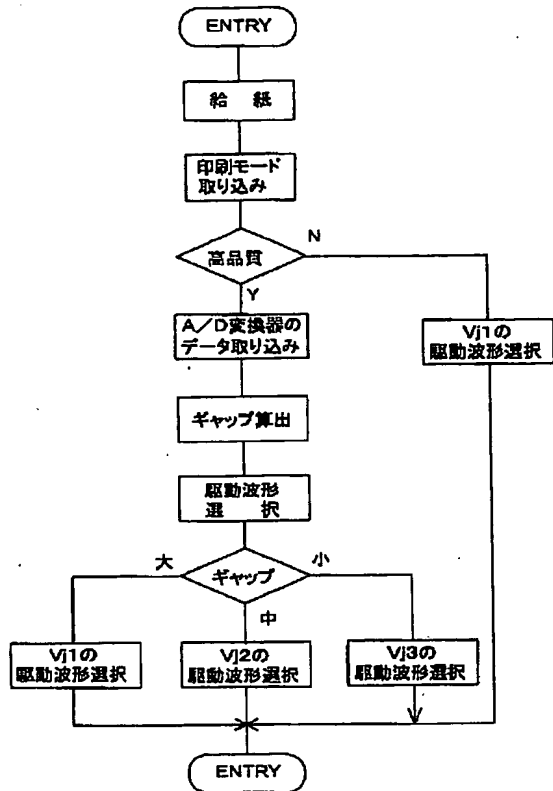 ENTRY
給 紙
印刷モード
取り込み
高品質
N
Y
A/D変換器の
データ取り込み
Vj1の
駆動波形選択
ギャップ算出
駆動波形
選 択
大
ギャップ
小
中
Vj1の
駆動波形選択
Vj2の
駆動波形選択
Vj3の
駆動波形選択
ENTRY